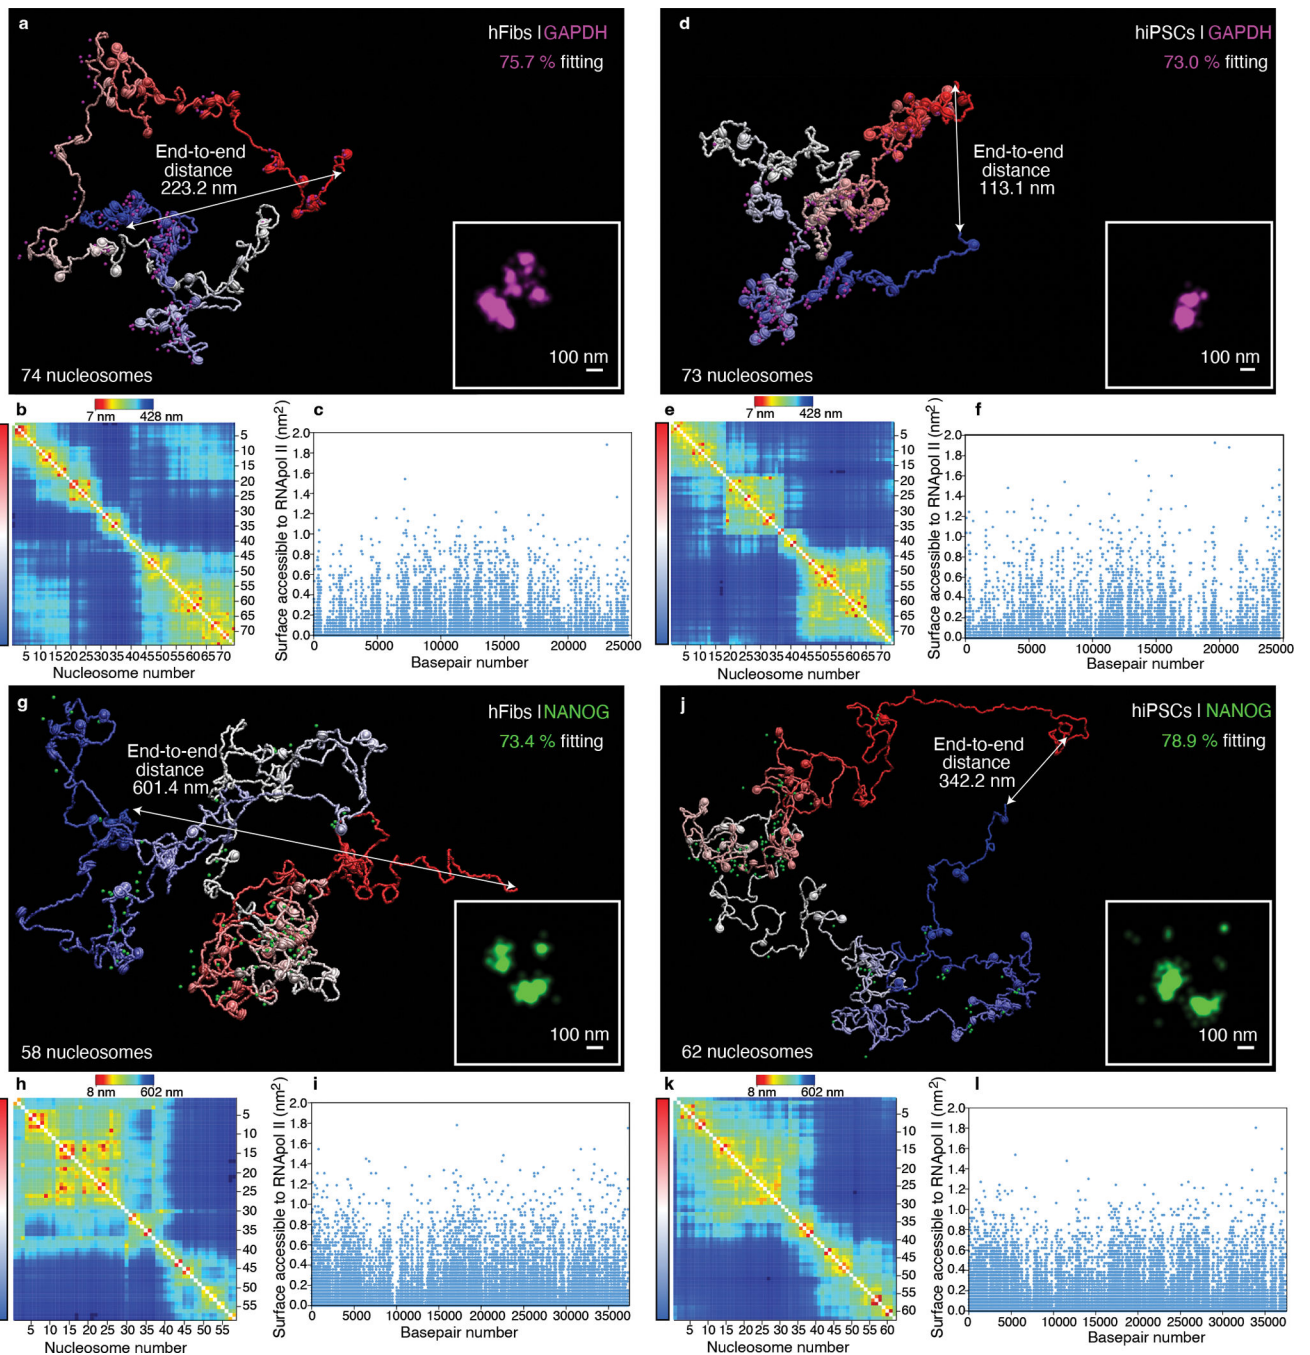 a
hFibs | GAPDH
75.7 % fitting
End-to-end
distance
223.2 nm
100 nm
74 nucleosomes
d
hiPSCs | GAPDH
73.0 % fitting
End-to-end
distance
113.1 nm
100 nm
73 nucleosomes
b
7 nm 428 nm
5
10
15
20
25
30
35
40
45
50
55
60
65
70
5 10 15 20 25 30 35 40 45 50 55 60 65 70
Nucleosome number
c
Surface accessible to RNApol II (nm2)
2.0
1.8
1.6
1.4
1.2
1.0
0.8
0.6
0.4
0.2
0.0
0 5000 10000 15000 20000 25000
Basepair number
e
7 nm 428 nm
5
10
15
20
25
30
35
40
45
50
55
60
65
70
5 10 15 20 25 30 35 40 45 50 55 60 65 70
Nucleosome number
f
Surface accessible to RNApol II (nm2)
2.0
1.8
1.6
1.4
1.2
1.0
0.8
0.6
0.4
0.2
0.0
0 5000 10000 15000 20000 25000
Basepair number
g
hFibs | NANOG
73.4 % fitting
End-to-end
distance
601.4 nm
100 nm
58 nucleosomes
j
hiPSCs | NANOG
78.9 % fitting
End-to-end
distance
342.2 nm
100 nm
62 nucleosomes
h
8 nm 602 nm
5
10
15
20
25
30
35
40
45
50
55
5 10 15 20 25 30 35 40 45 50 55
Nucleosome number
i
Surface accessible to RNApol II (nm2)
2.0
1.8
1.6
1.4
1.2
1.0
0.8
0.6
0.4
0.2
0.0
0 5000 10000 15000 20000 25000 30000 35000
Basepair number
k
8 nm 602 nm
5
10
15
20
25
30
35
40
45
50
55
60
5 10 15 20 25 30 35 40 45 50 55 60
Nucleosome number
l
Surface accessible to RNApol II (nm2)
2.0
1.8
1.6
1.4
1.2
1.0
0.8
0.6
0.4
0.2
0.0
0 5000 10000 15000 20000 25000 30000 35000
Basepair number